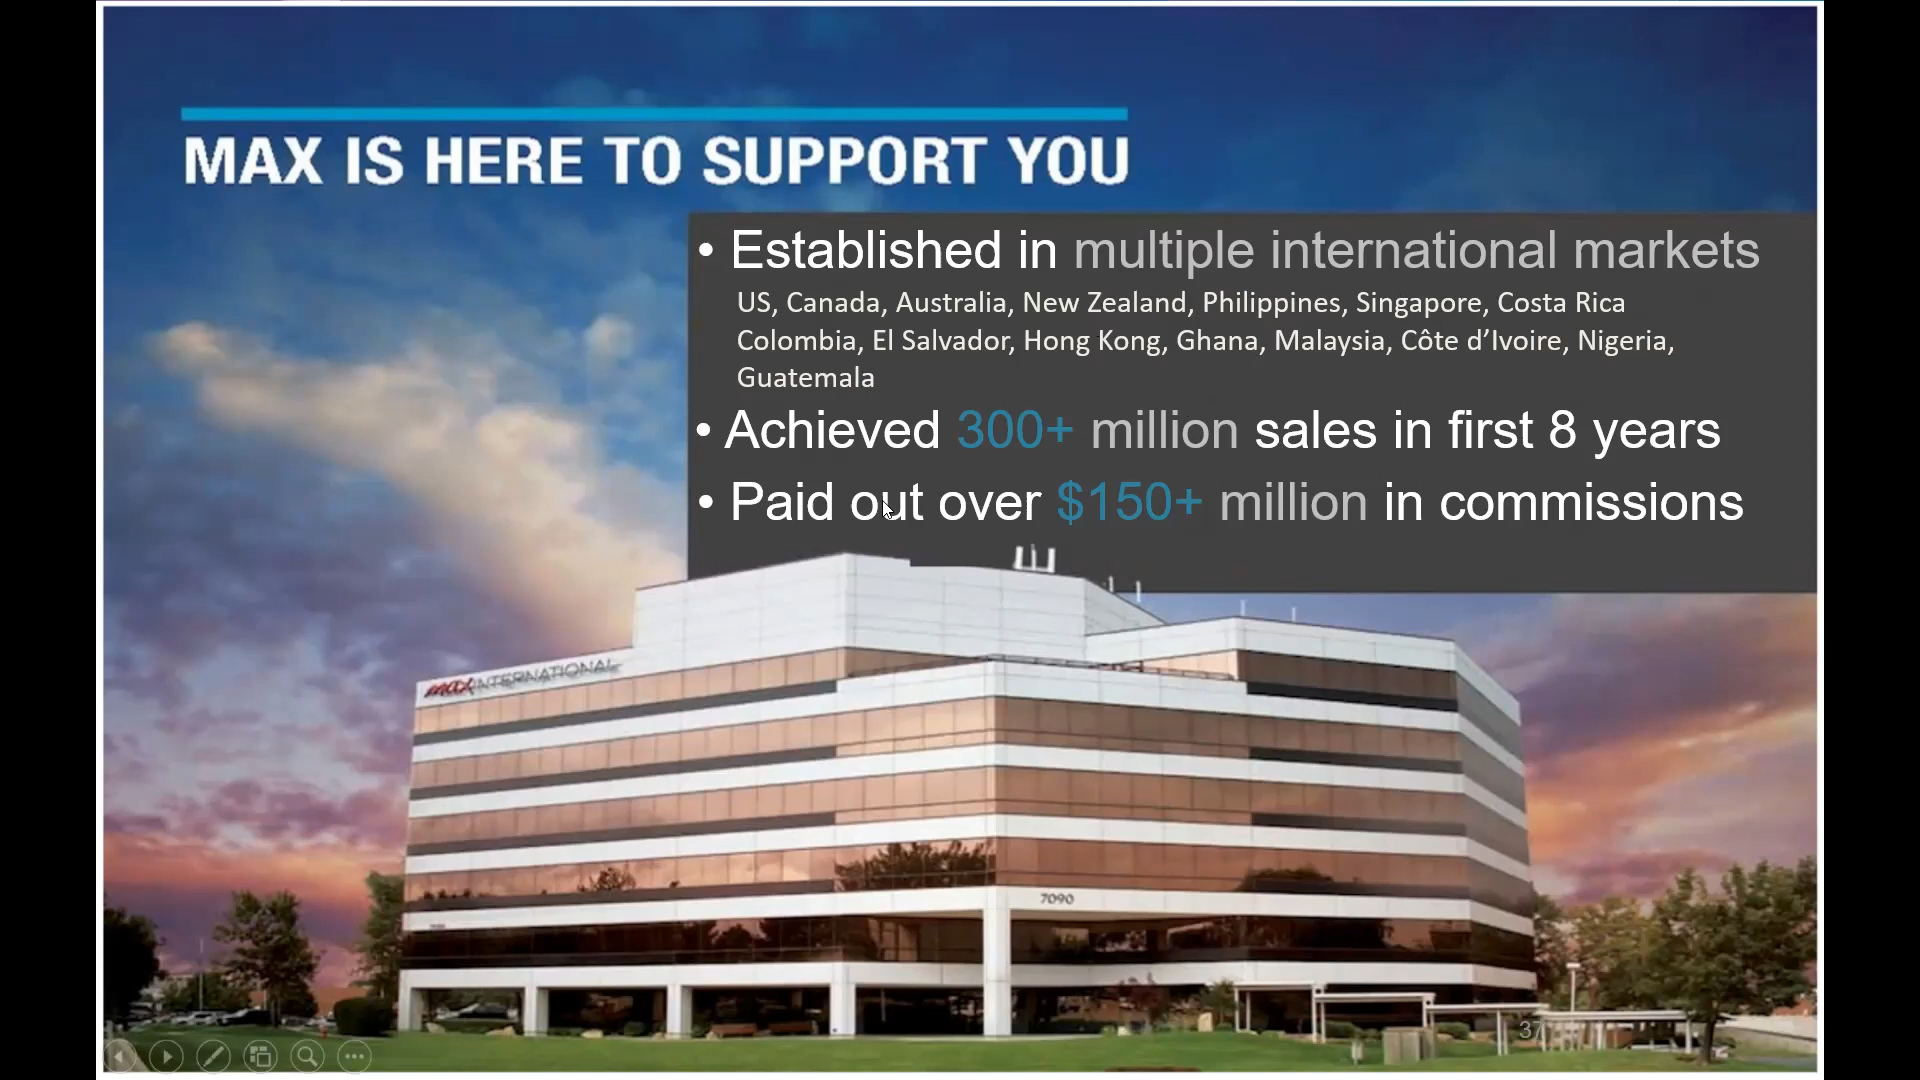 MAX IS HERE TO SUPPORT YOU
• Established in multiple international markets
US, Canada, Australia, New Zealand, Philippines, Singapore, Costa Rica
Colombia, El Salvador, Hong Kong, Ghana, Malaysia, Côte d’Ivoire, Nigeria,
Guatemala
• Achieved 300+ million sales in first 8 years
• Paid out over $150+ million in commissions
MAX INTERNATIONAL
7090
37